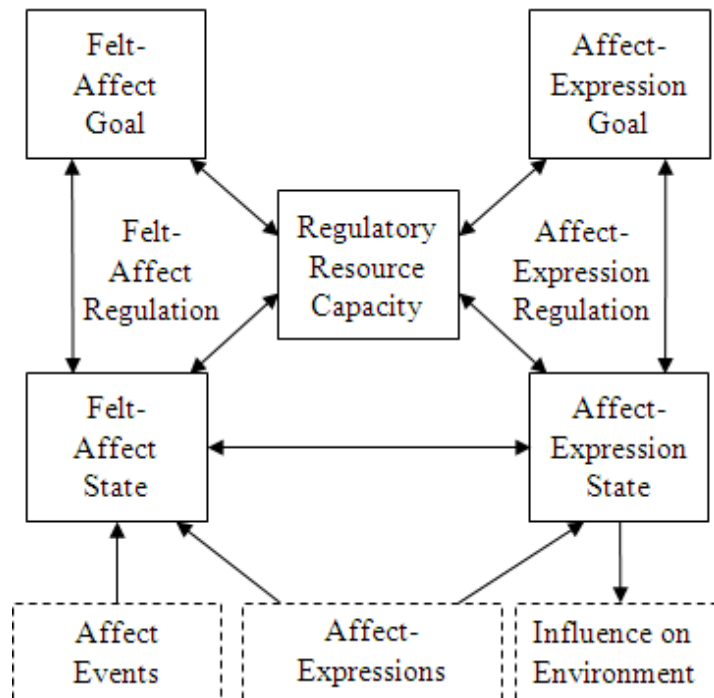 Felt-
Affect
Goal
Affect-
Expression
Goal
Felt-
Affect
Regulation
Regulatory
Resource
Capacity
Affect-
Expression
Regulation
Felt-
Affect
State
Affect-
Expression
State
Affect
Events
Affect-
Expressions
Influence on
Environment